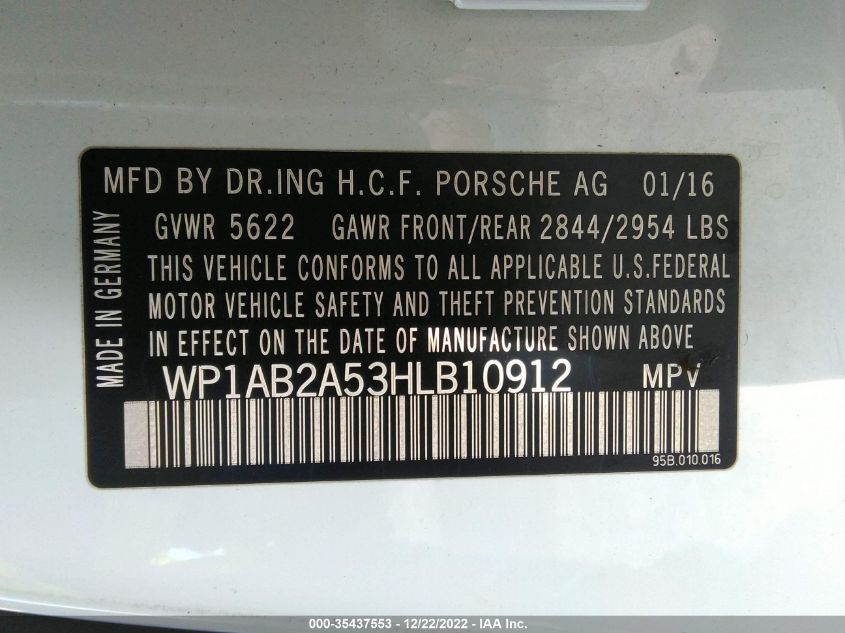 MFD BY DR.ING H.C.F. PORSCHE AG 01/16
GVWR 5622 GAWR FRONT/REAR 2844/2954 LBS
THIS VEHICLE CONFORMS TO ALL APPLICABLE U.S.FEDERAL
MOTOR VEHICLE SAFETY AND THEFT PREVENTION STANDARDS
IN EFFECT ON THE DATE OF MANUFACTURE SHOWN ABOVE
WP1AB2A53HLB10912 MPV
95B.010.016
MADE IN GERMANY
000-35437553 - 12/22/2022 - IAA Inc.